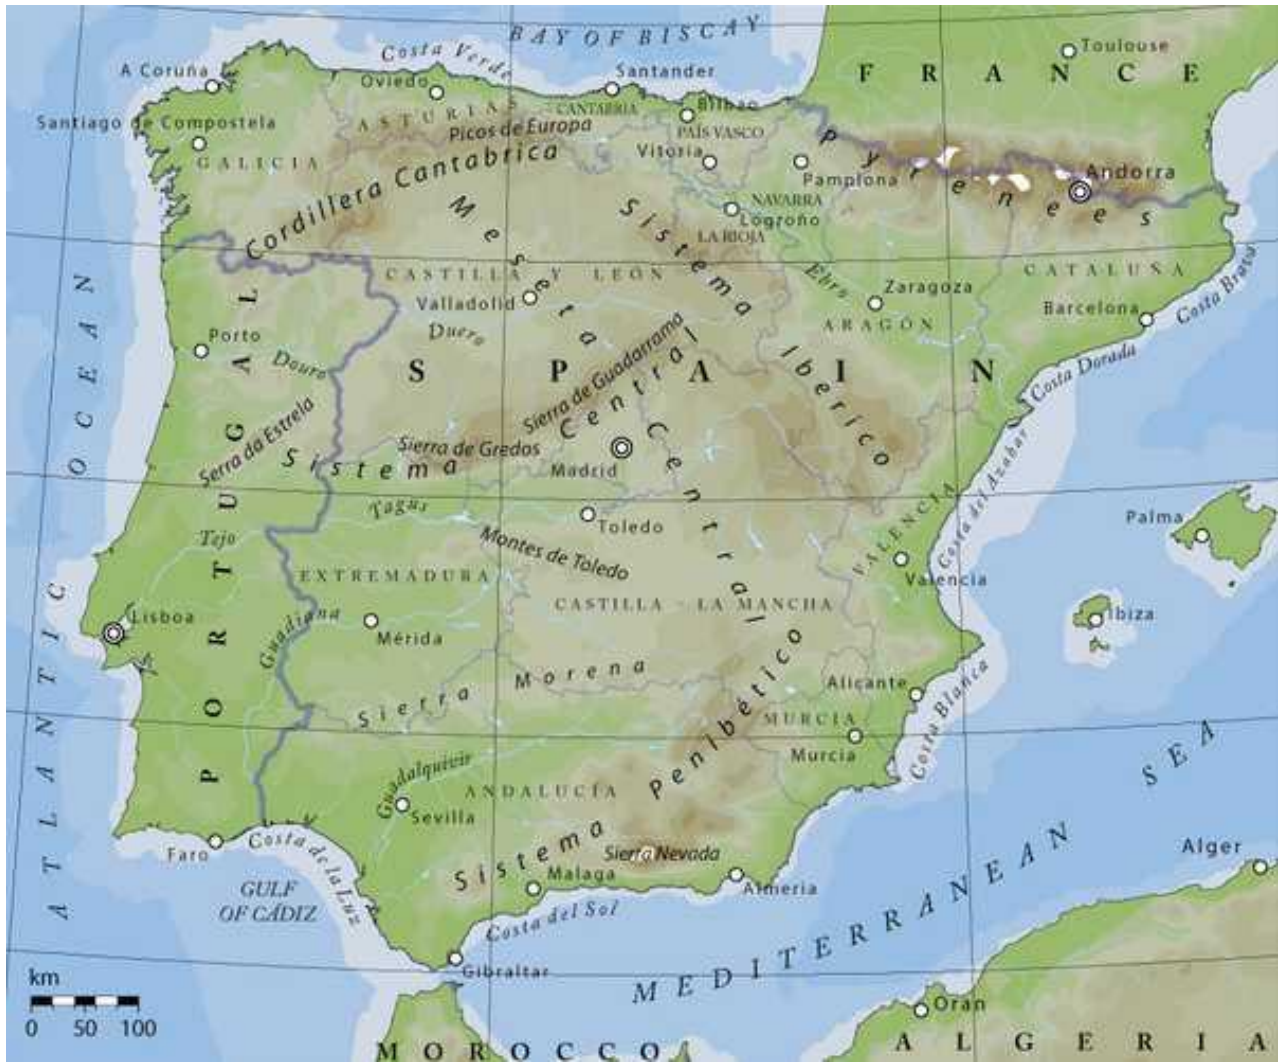 BAY OF BISCAY
Costa Verde
Toulouse
FRANCE
A Coruña
Oviedo
Santander
Bilbao
ASTURIAS
CANTABRIA
Picos de Europa
PAÍS VASCO
Santiago de Compostela
GALICIA
Vitoria
Pamplona
Pyrenees
Andorra
Cordillera Cantabrica
NAVARRA
Logroño
LA RIOJA
Meseta Central
Sistema Iberico
CASTILLA Y LEÓN
Valladolid
Duero
Ebro
Zaragoza
ARAGÓN
CATALUÑA
Barcelona
Costa Brava
Costa Dorada
Porto
Douro
SPAIN
PORTUGAL
ATLANTIC OCEAN
Serra da Estrela
Sistema Central
Sierra de Guadarrama
Sierra de Gredos
Madrid
Tagus
Tejo
Toledo
Montes de Toledo
VALENCIA
Valencia
Costa del Azahar
Palma
Ibiza
EXTREMADURA
CASTILLA - LA MANCHA
Lisboa
Guadiana
Mérida
Sierra Morena
Alicante
Costa Blanca
MURCIA
Murcia
Sistema Penibético
Guadalquivir
ANDALUCÍA
Sevilla
Faro
Costa de la Luz
GULF
OF CÁDIZ
Sierra Nevada
Malaga
Almeria
Costa del Sol
Gibraltar
MEDITERRANEAN SEA
Alger
Oran
MOROCCO
ALGERIA
km
0 50 100